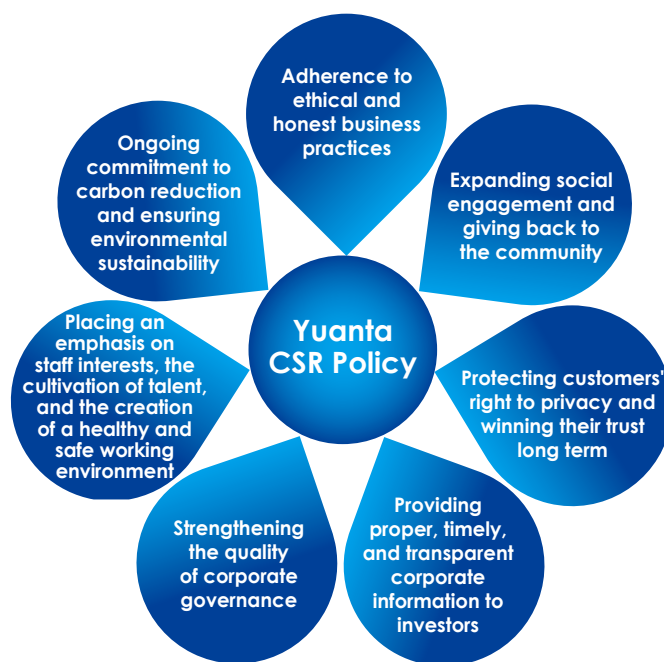 Adherence to
ethical and
honest business
practices
Expanding social
engagement and
giving back to
the community
Protecting customers'
right to privacy and
winning their trust
long term
Providing
proper, timely,
and transparent
corporate
information to
investors
Strengthening
the quality
of corporate
governance
Placing an
emphasis on
staff interests, the
cultivation of talent,
and the creation
of a healthy and
safe working
environment
Ongoing
commitment to
carbon reduction
and ensuring
environmental
sustainability
Yuanta
CSR Policy